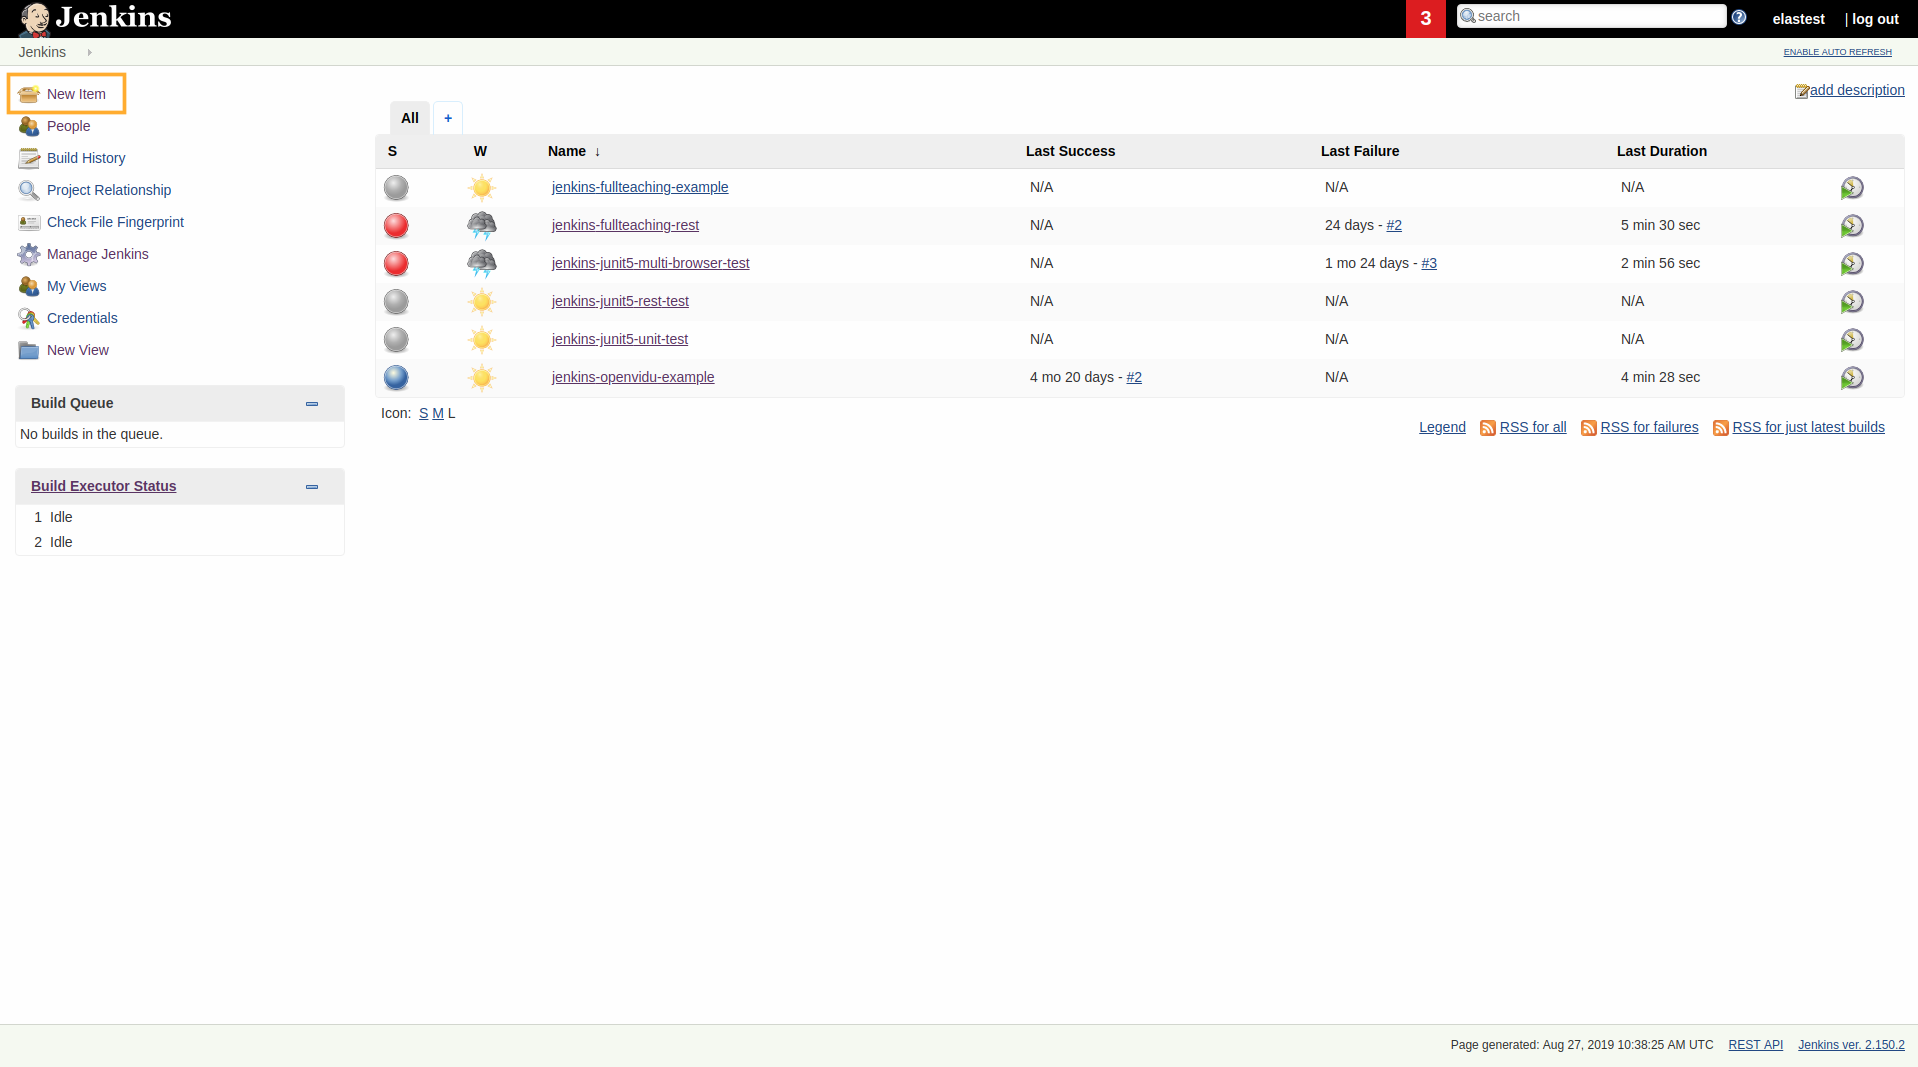 Jenkins
3
search
elastest
| log out
Jenkins
ENABLE AUTO REFRESH
New Item
People
Build History
Project Relationship
Check File Fingerprint
Manage Jenkins
My Views
Credentials
New View
Build Queue
No builds in the queue.
Build Executor Status
1 Idle
2 Idle
add description
All +
S W Name ↓ Last Success Last Failure Last Duration
jenkins-fullteaching-example N/A N/A N/A
jenkins-fullteaching-rest N/A 24 days - #2 5 min 30 sec
jenkins-junit5-multi-browser-test N/A 1 mo 24 days - #3 2 min 56 sec
jenkins-junit5-rest-test N/A N/A N/A
jenkins-junit5-unit-test N/A N/A N/A
jenkins-openvidu-example 4 mo 20 days - #2 N/A 4 min 28 sec
Icon: S M L
Legend RSS for all RSS for failures RSS for just latest builds
Page generated: Aug 27, 2019 10:38:25 AM UTC REST API Jenkins ver. 2.150.2